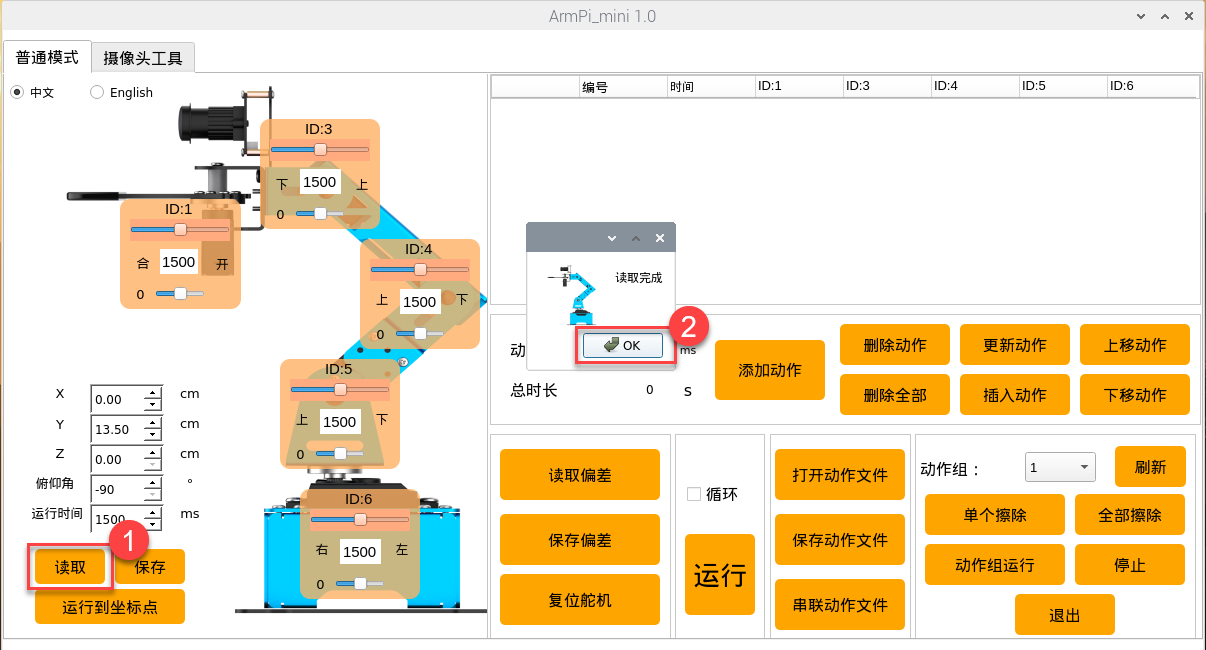 ArmPi_mini 1.0
普通模式
摄像头工具
中文
English
ID:3
下
1500
上
0
ID:1
合
1500
开
0
ID:4
上
1500
下
0
ID:5
上
1500
下
0
ID:6
右
1500
左
0
X
0.00
cm
Y
13.50
cm
Z
0.00
cm
俯仰角
-90
°
运行时间
1500
ms
1
读取
保存
运行到坐标点
编号
时间
ID:1
ID:3
ID:4
ID:5
ID:6
读取完成
OK
2
动
ms
总时长
0
s
添加动作
删除动作
更新动作
上移动作
删除全部
插入动作
下移动作
读取偏差
保存偏差
复位舵机
循环
运行
打开动作文件
保存动作文件
串联动作文件
动作组：
1
刷新
单个擦除
全部擦除
动作组运行
停止
退出